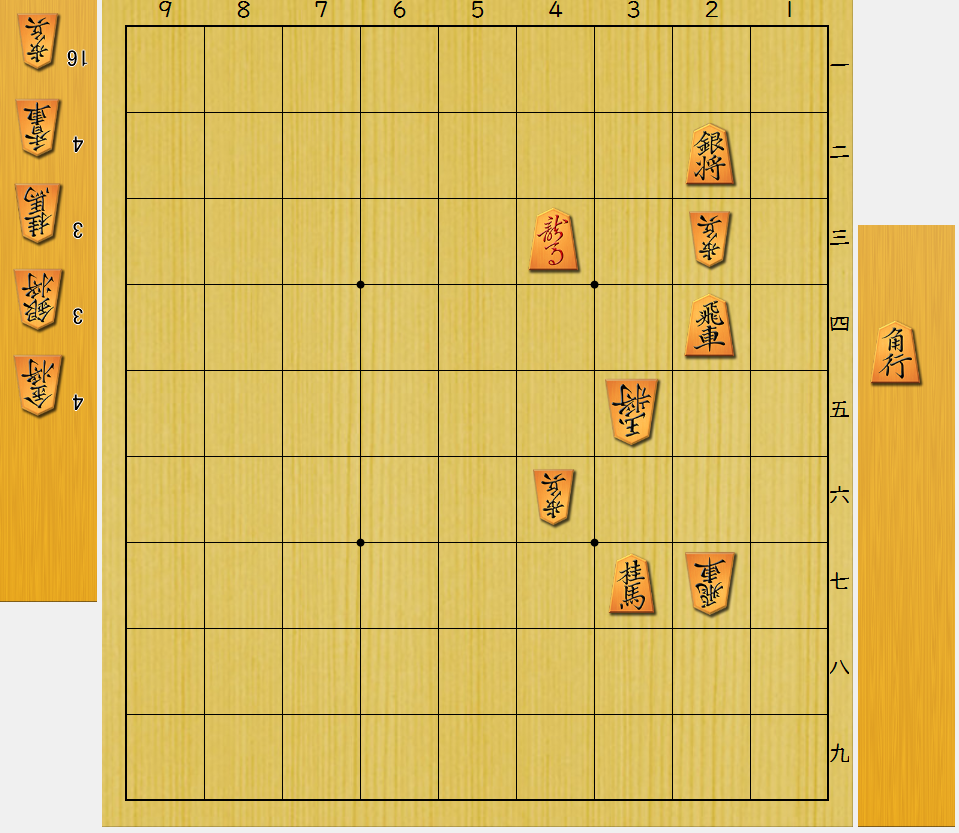 9 8 7 6 5 4 3 2 1
歩兵 16
香車 4
桂馬 3
銀将 3
金将 4
一
銀将 二
龍馬 歩兵 三
飛車 四
玉将 五
歩兵 六
桂馬 飛車 七
八
九
角行